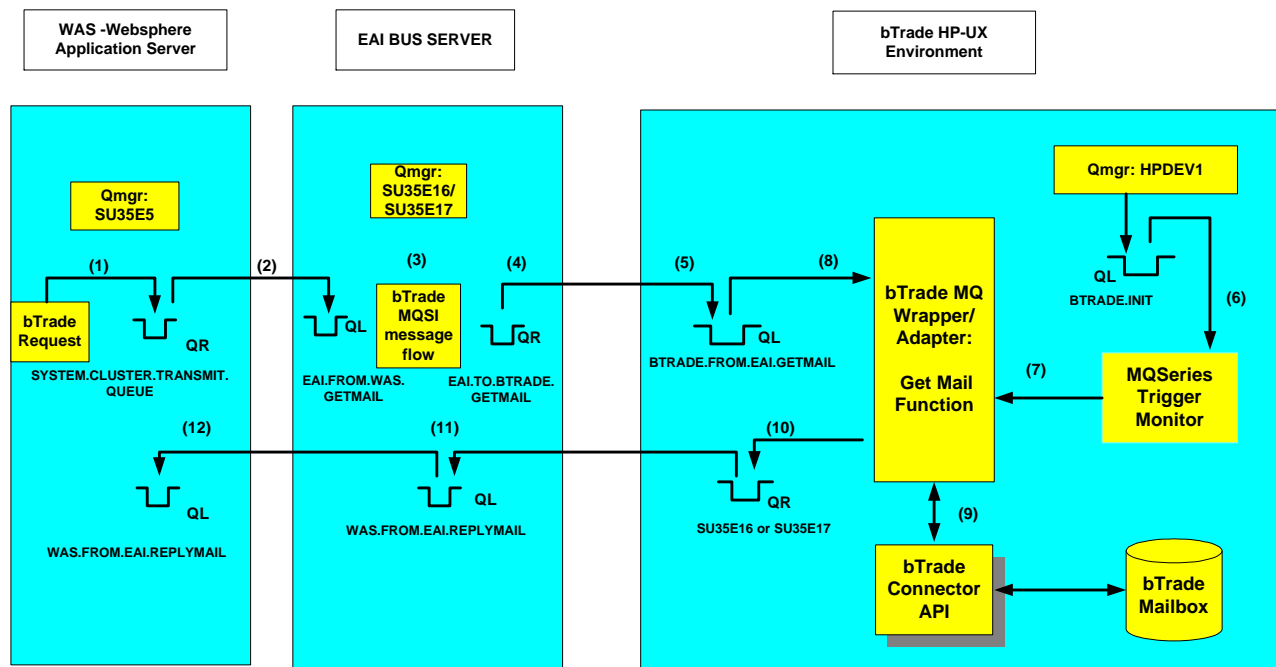 WAS -Websphere
Application Server
EAI BUS SERVER
bTrade HP-UX
Environment
Qmgr:
SU35E5
(1)
(2)
bTrade
Request
QR
SYSTEM.CLUSTER.TRANSMIT.
QUEUE
(12)
QL
WAS.FROM.EAI.REPLYMAIL
Qmgr:
SU35E16/
SU35E17
(3)
(4)
QL
bTrade
MQSI
message
flow
QR
EAI.FROM.WAS.
GETMAIL
EAI.TO.BTRADE.
GETMAIL
(11)
QL
WAS.FROM.EAI.REPLYMAIL
(5)
(8)
QL
BTRADE.FROM.EAI.GETMAIL
bTrade MQ
Wrapper/
Adapter:
Get Mail
Function
Qmgr: HPDEV1
QL
BTRADE.INIT
(6)
(7)
MQSeries
Trigger
Monitor
(10)
QR
SU35E16 or SU35E17
(9)
bTrade
Connector
API
bTrade
Mailbox